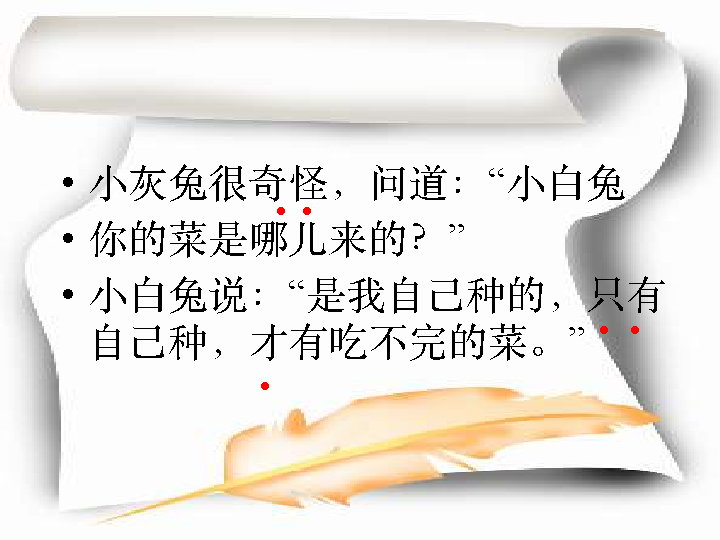 • 小灰兔很奇怪，问道：“小白兔
• 你的菜是哪儿来的？”
• 小白兔说：“是我自己种的，只有
自己种，才有吃不完的菜。”